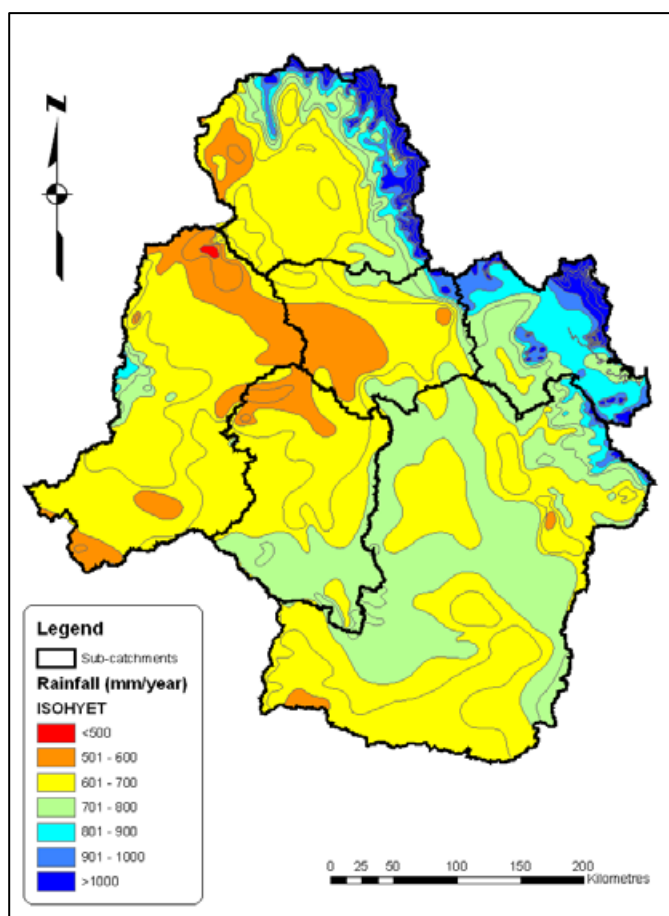 N
Legend
Sub-catchments
Rainfall (mm/year)
ISOHYET
<500
501 - 600
601 - 700
701 - 800
801 - 900
901 - 1000
>1000
0 25 50 100 150 200
Kilometres